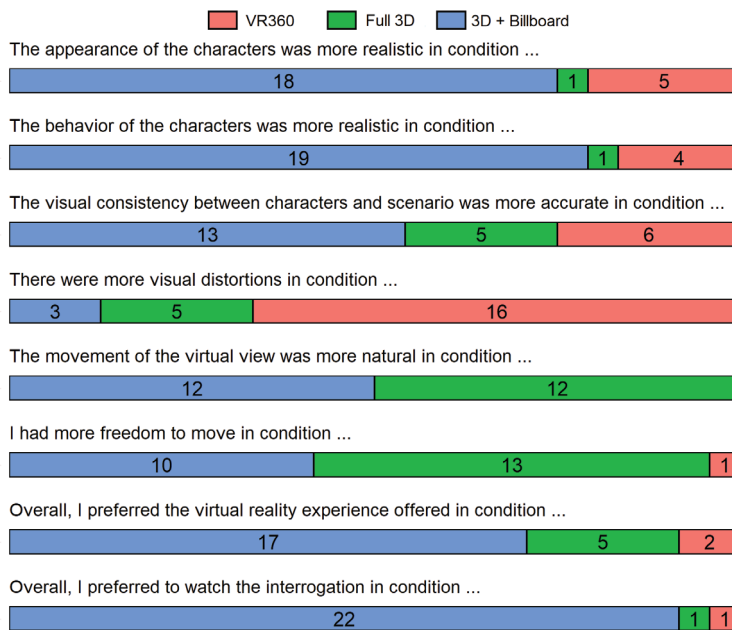 VR360 Full 3D 3D + Billboard
The appearance of the characters was more realistic in condition ...
18 1 5
The behavior of the characters was more realistic in condition ...
19 1 4
The visual consistency between characters and scenario was more accurate in condition ...
13 5 6
There were more visual distortions in condition ...
3 5 16
The movement of the virtual view was more natural in condition ...
12 12
I had more freedom to move in condition ...
10 13 1
Overall, I preferred the virtual reality experience offered in condition ...
17 5 2
Overall, I preferred to watch the interrogation in condition ...
22 1 1